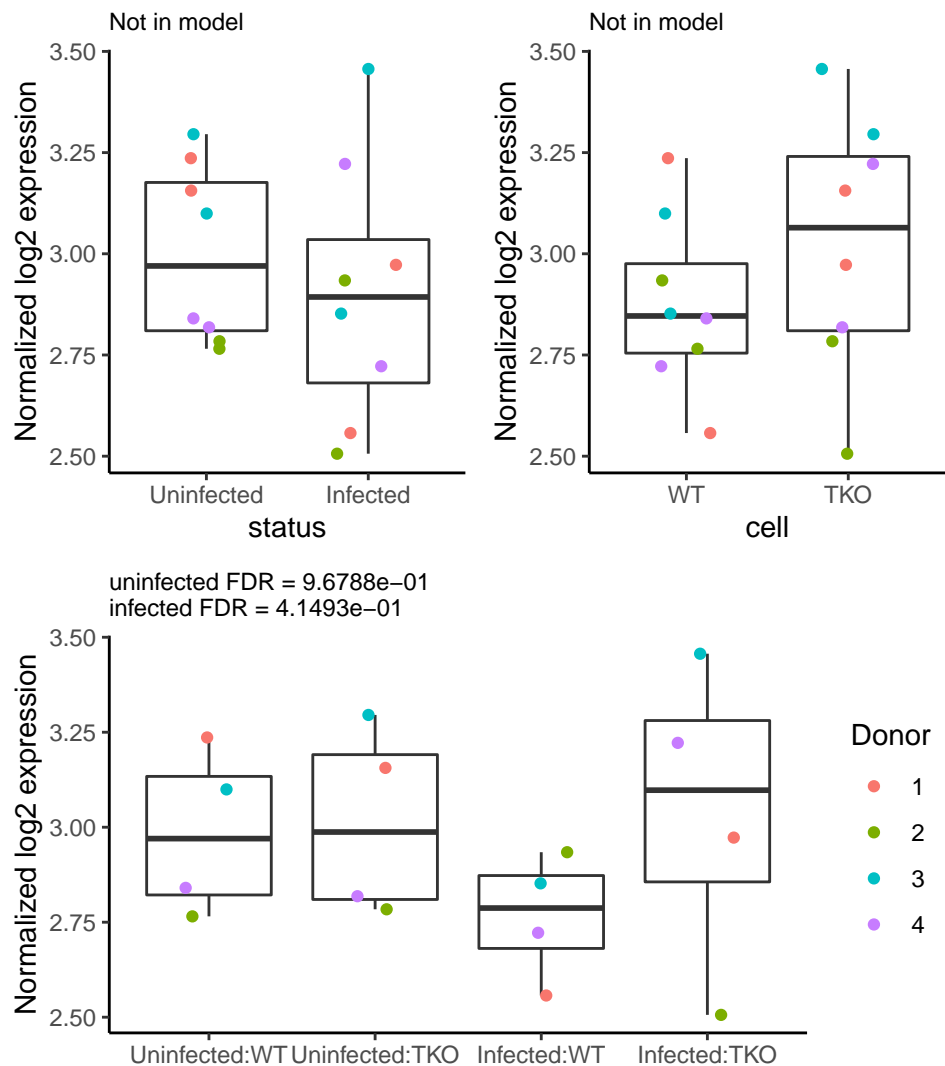 Not in model
Normalized log2 expression
3.50
3.25
3.00
2.75
2.50
Uninfected Infected
status
Not in model
Normalized log2 expression
3.50
3.25
3.00
2.75
2.50
WT TKO
cell
uninfected FDR = 9.6788e−01
infected FDR = 4.1493e−01
Normalized log2 expression
3.50
3.25
3.00
2.75
2.50
Uninfected:WT Uninfected:TKO Infected:WT Infected:TKO
Donor
1
2
3
4